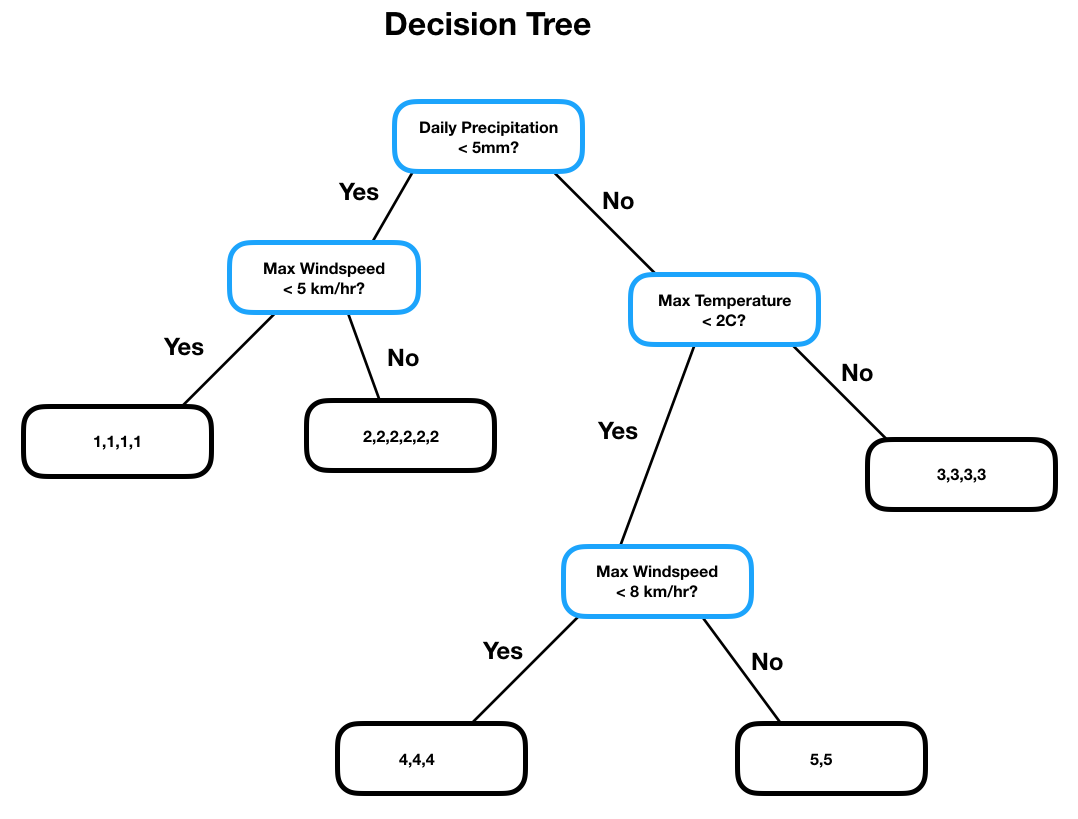 Decision Tree
Daily Precipitation
< 5mm?
Yes
No
Max Windspeed
< 5 km/hr?
Max Temperature
< 2C?
Yes
No
Yes
No
1,1,1,1
2,2,2,2,2,2
3,3,3,3
Max Windspeed
< 8 km/hr?
Yes
No
4,4,4
5,5